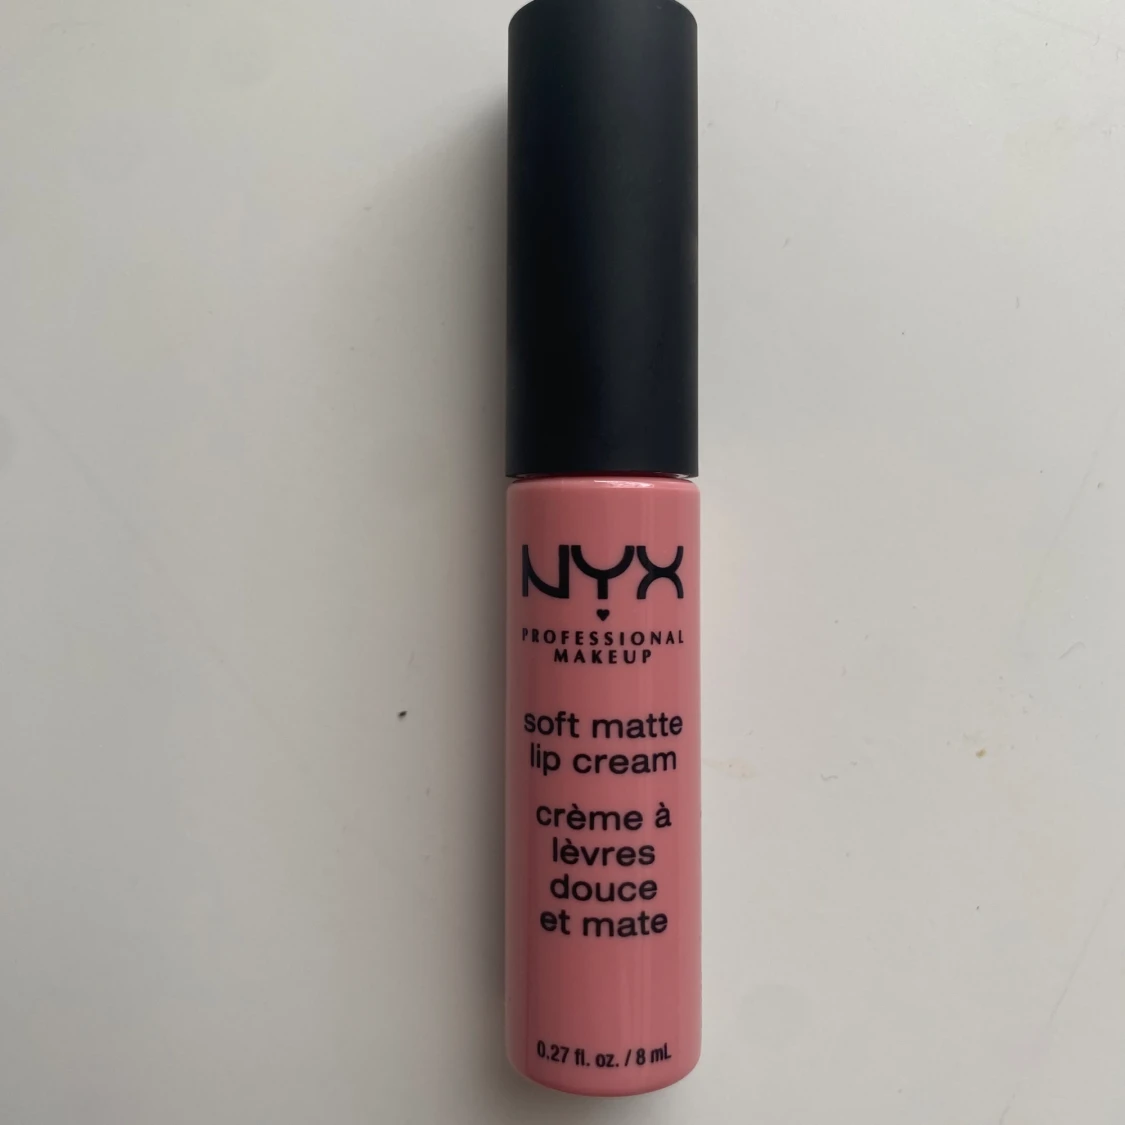 NYX
PROFESSIONAL
MAKEUP
soft matte
lip cream
crème à
lèvres
douce
et mate
0.27 fl. oz. / 8 mL